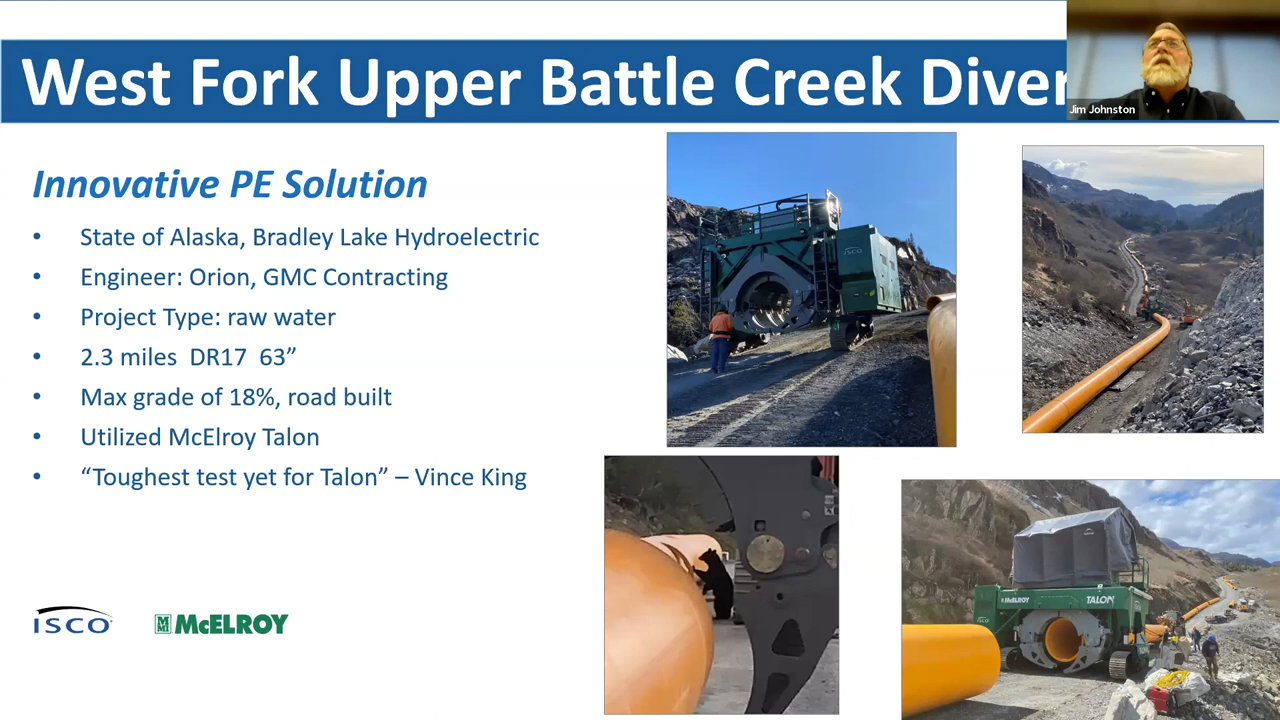 West Fork Upper Battle Creek Diver
Jim Johnston
Innovative PE Solution
• State of Alaska, Bradley Lake Hydroelectric
• Engineer: Orion, GMC Contracting
• Project Type: raw water
• 2.3 miles  DR17  63”
• Max grade of 18%, road built
• Utilized McElroy Talon
• “Toughest test yet for Talon” – Vince King
ISCO
McELROY
ISCO
McELROY
TALON
ISCO